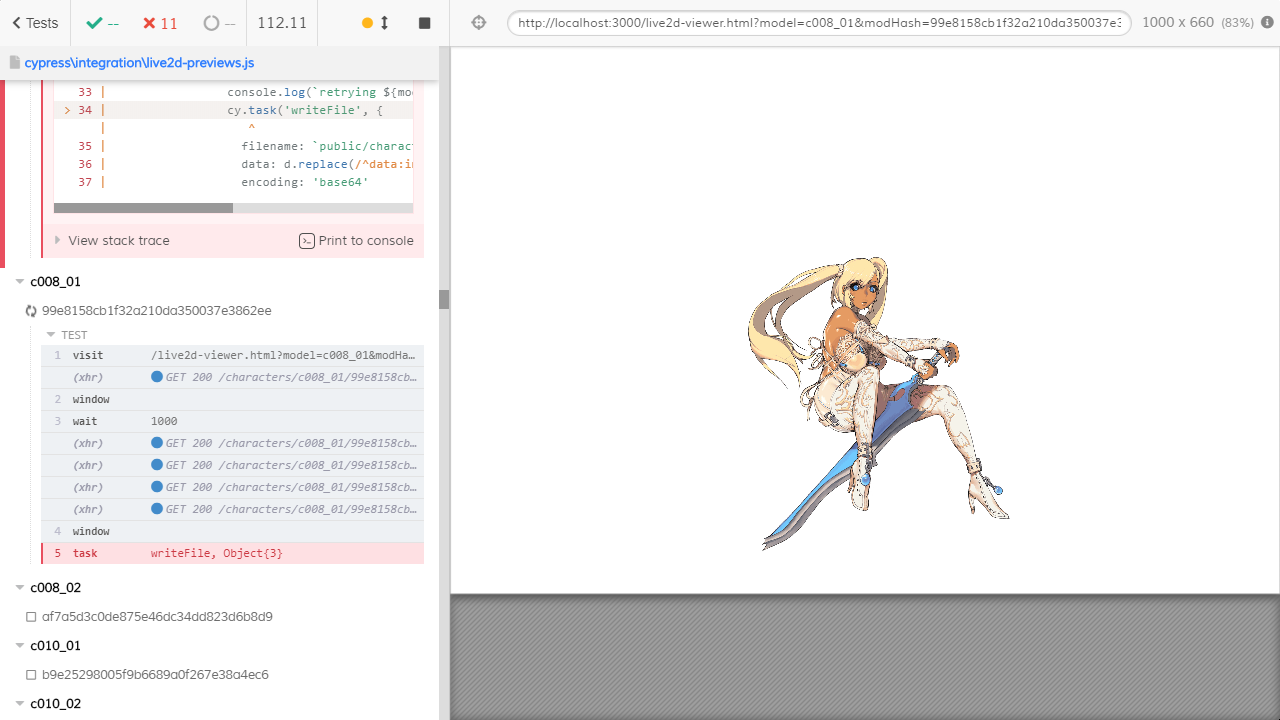 Tests
--
11
--
112.11
http://localhost:3000/live2d-viewer.html?model=c008_01&modHash=99e8158cb1f32a210da350037e3
1000 x 660 (83%)
cypress\integration\live2d-previews.js
33 | console.log(`retrying ${mo
> 34 | cy.task('writeFile', {
| ^
35 | filename: `public/charact
36 | data: d.replace(/^data:i
37 | encoding: 'base64'
View stack trace
Print to console
c008_01
99e8158cb1f32a210da350037e3862ee
TEST
1 visit /live2d-viewer.html?model=c008_01&modHa…
(xhr) GET 200 /characters/c008_01/99e8158cb…
2 window
3 wait 1000
(xhr) GET 200 /characters/c008_01/99e8158cb…
(xhr) GET 200 /characters/c008_01/99e8158cb…
(xhr) GET 200 /characters/c008_01/99e8158cb…
(xhr) GET 200 /characters/c008_01/99e8158cb…
4 window
5 task writeFile, Object{3}
c008_02
af7a5d3c0de875e46dc34dd823d6b8d9
c010_01
b9e25298005f9b6689a0f267e38a4ec6
c010_02